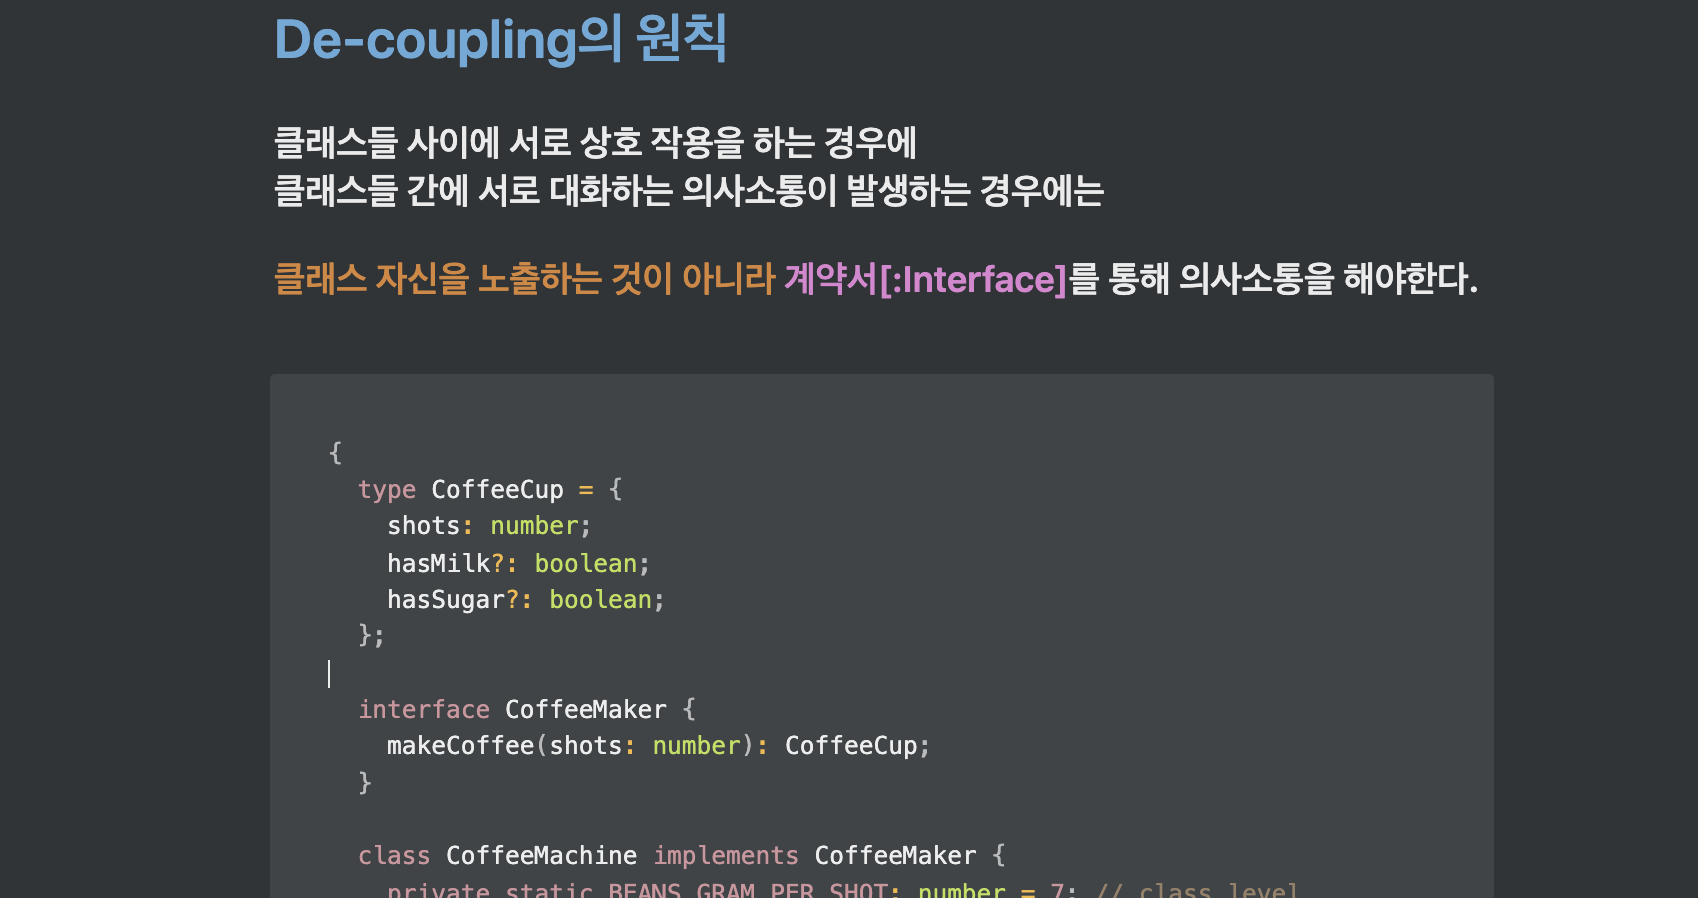 De-coupling의 원칙
클래스들 사이에 서로 상호 작용을 하는 경우에
클래스들 간에 서로 대화하는 의사소통이 발생하는 경우에는
클래스 자신을 노출하는 것이 아니라 계약서[:Interface]를 통해 의사소통을 해야한다.
{
  type CoffeeCup = {
    shots: number;
    hasMilk?: boolean;
    hasSugar?: boolean;
  };
  interface CoffeeMaker {
    makeCoffee(shots: number): CoffeeCup;
  }
  class CoffeeMachine implements CoffeeMaker {
    private static BEANS_GRAM_PER_SHOT: number = 7; // class level